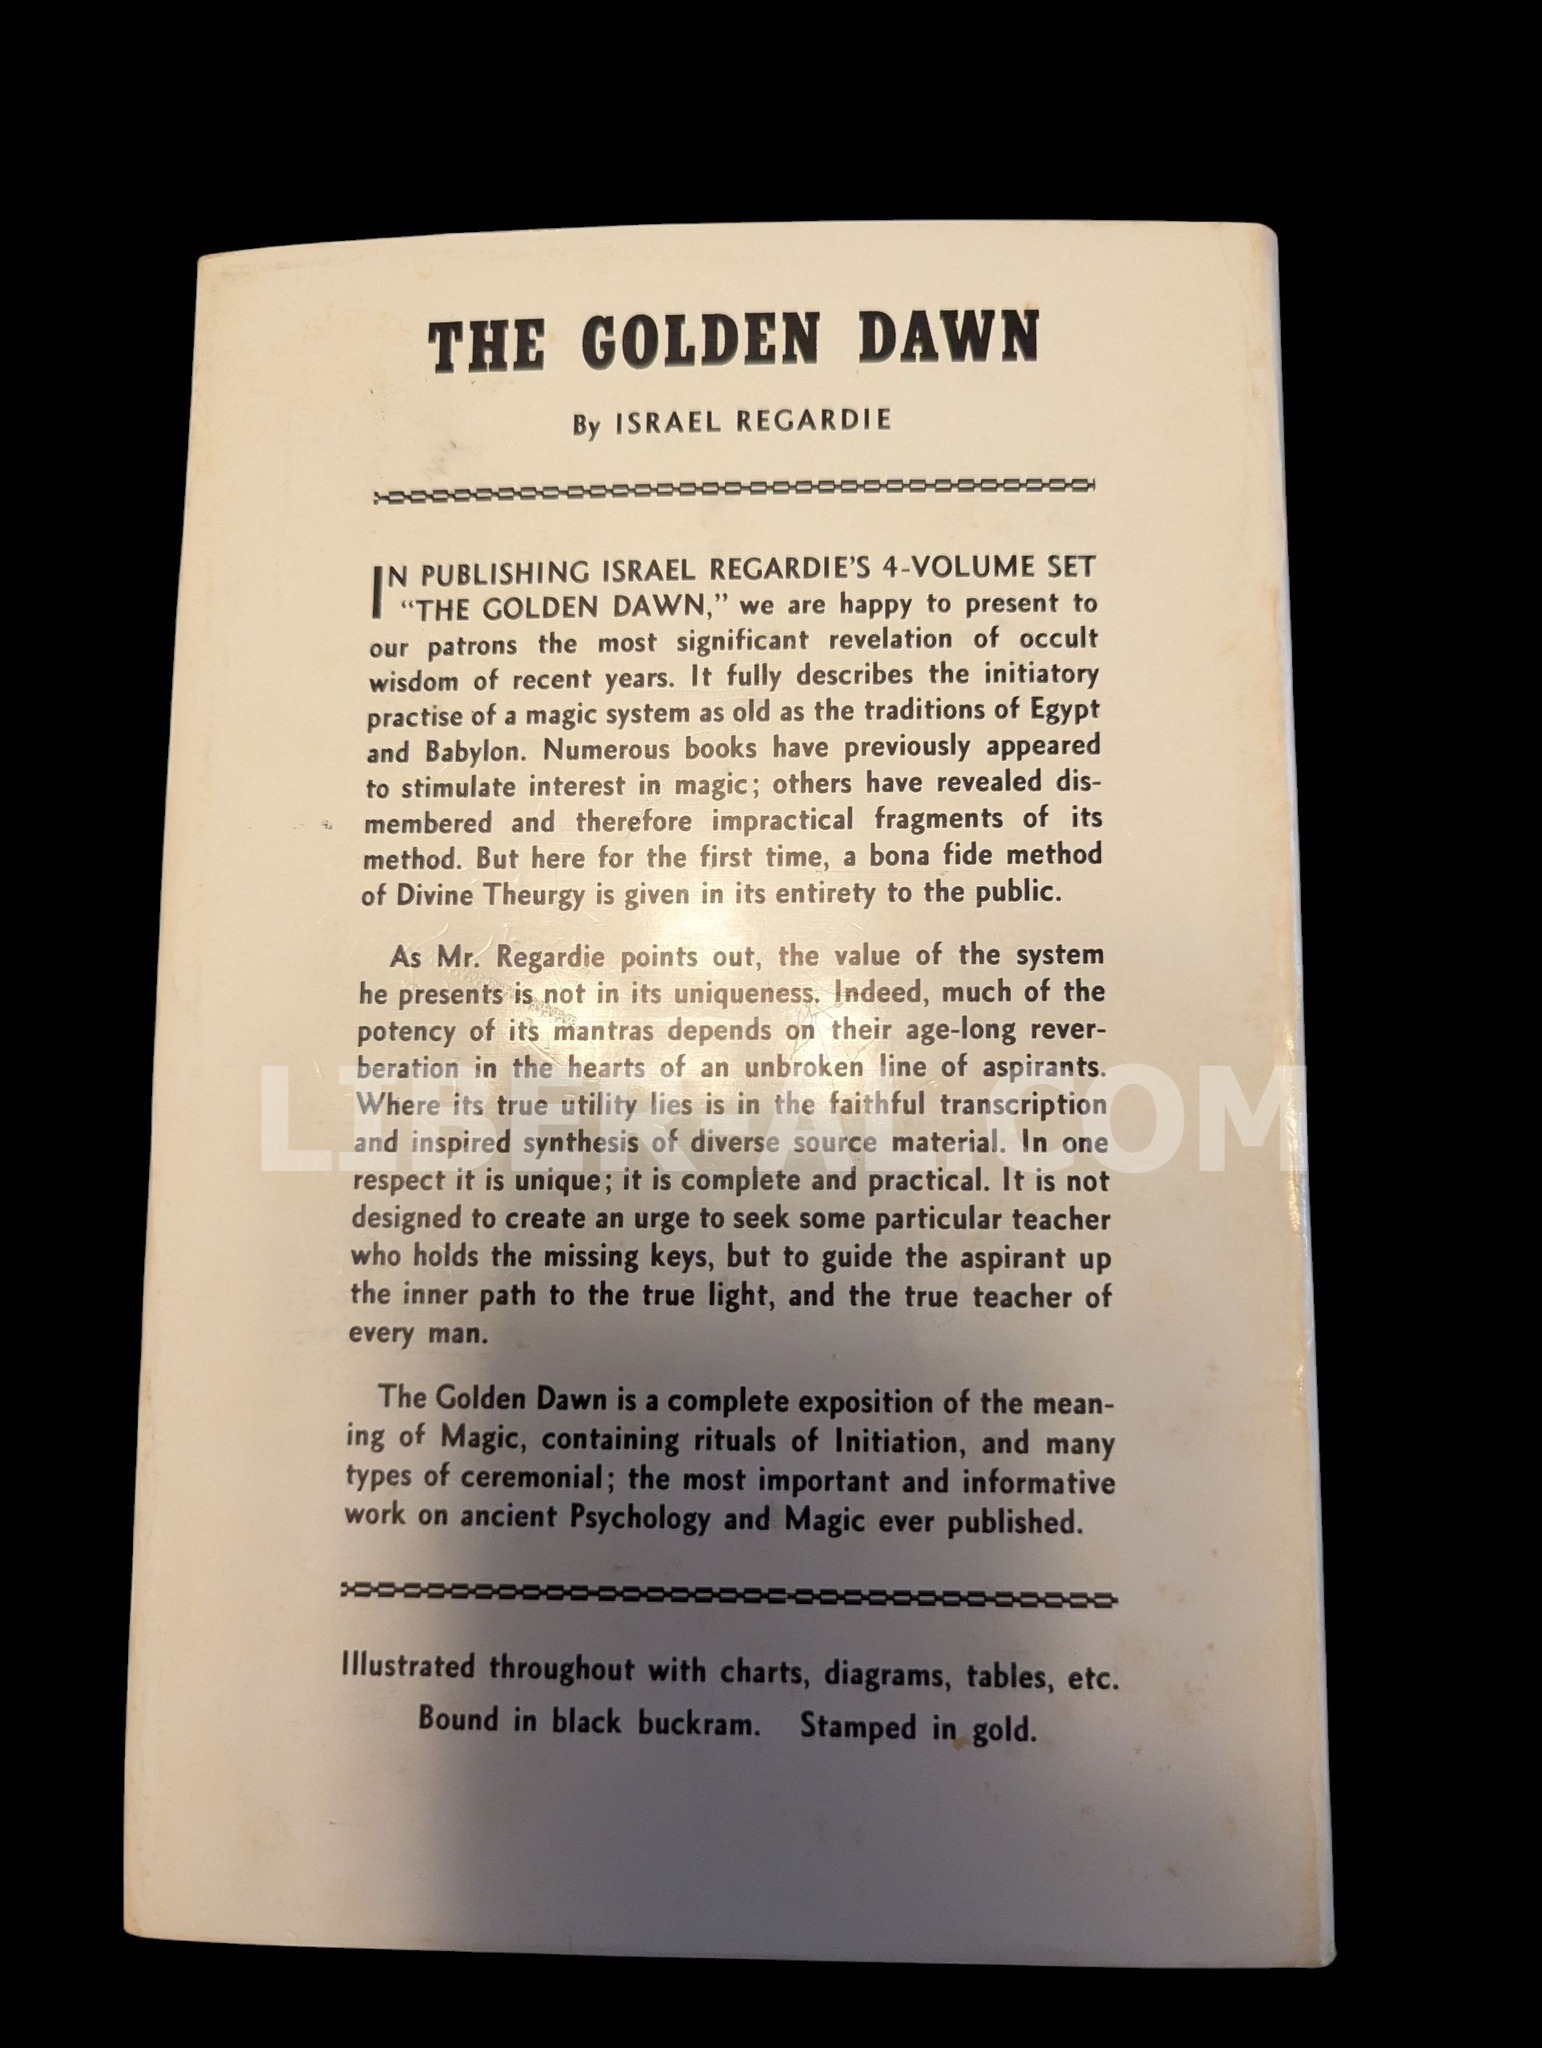 THE GOLDEN DAWN
By ISRAEL REGARDIE
IN PUBLISHING ISRAEL REGARDIE'S 4-VOLUME SET
"THE GOLDEN DAWN," we are happy to present to
our patrons the most significant revelation of occult
wisdom of recent years. It fully describes the initiatory
practise of a magic system as old as the traditions of Egypt
and Babylon. Numerous books have previously appeared
to stimulate interest in magic; others have revealed dis-
membered and therefore impractical fragments of its
method. But here for the first time, a bona fide method
of Divine Theurgy is given in its entirety to the public.
As Mr. Regardie points out, the value of the system
he presents is not in its uniqueness. Indeed, much of the
potency of its mantras depends on their age-long rever-
beration in the hearts of an unbroken line of aspirants.
Where its true utility lies is in the faithful transcription
and inspired synthesis of diverse source material. In one
respect it is unique; it is complete and practical. It is not
designed to create an urge to seek some particular teacher
who holds the missing keys, but to guide the aspirant up
the inner path to the true light, and the true teacher of
every man.
The Golden Dawn is a complete exposition of the mean-
ing of Magic, containing rituals of Initiation, and many
types of ceremonial; the most important and informative
work on ancient Psychology and Magic ever published.
Illustrated throughout with charts, diagrams, tables, etc.
Bound in black buckram. Stamped in gold.
LIBER-AL.COM